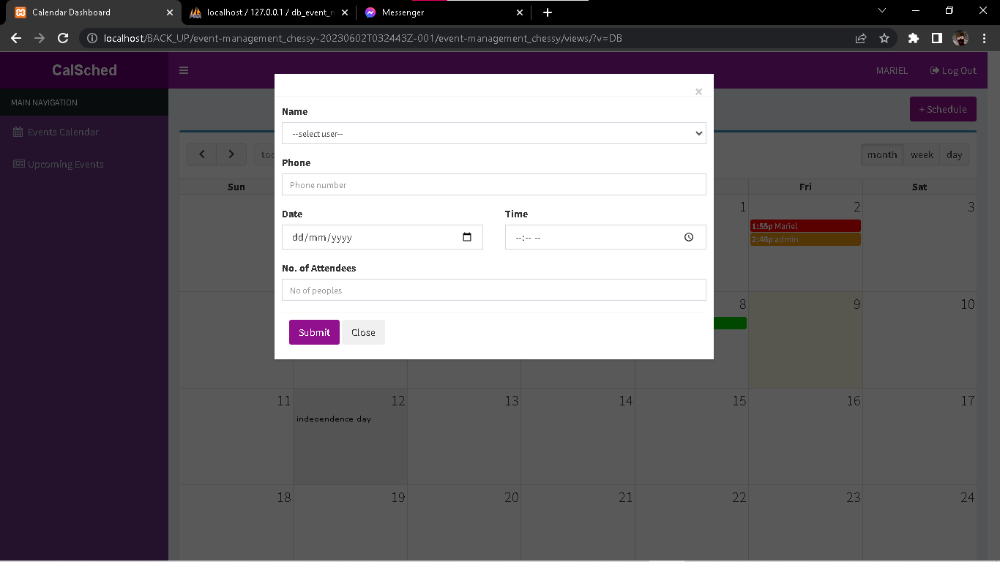 Calendar Dashboard
localhost / 127.0.0.1 / db_event_n
Messenger
localhost/BACK_UP/event-management_chessy-20230602T032443Z-001/event-management_chessy/views/?v=DB
CalSched
MARIEL
Log Out
MAIN NAVIGATION
Events Calendar
Upcoming Events
+ Schedule
Name
--select user--
Phone
Phone number
Date
Time
dd/mm/yyyy
--:-- --
No. of Attendees
No of peoples
Submit
Close
month week day
Sun
Fri
Sat
1
2
3
1:55p Mariel
2:46p admin
8
9
10
11
12
13
14
15
16
17
indeoendence day
18
19
20
21
22
23
24